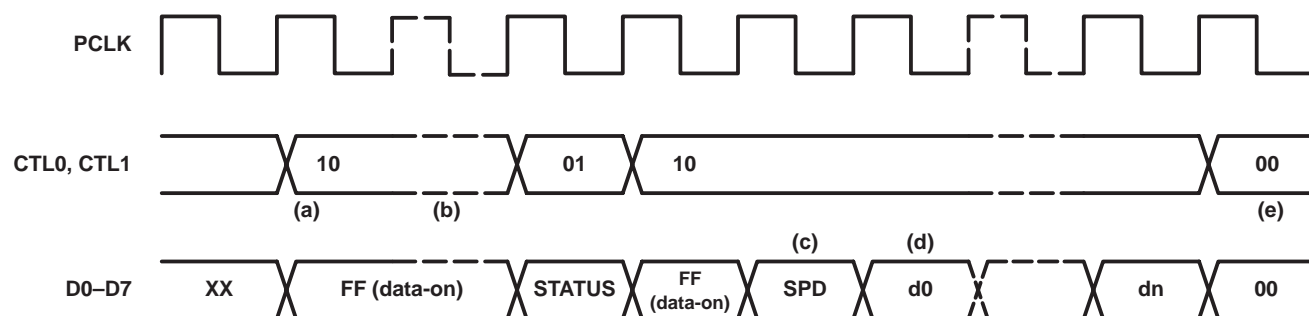 PCLK
CTL0, CTL1
10
01
10
00
(a)
(b)
(e)
(c)
(d)
D0–D7
XX
FF (data-on)
STATUS
FF
(data-on)
SPD
d0
dn
00